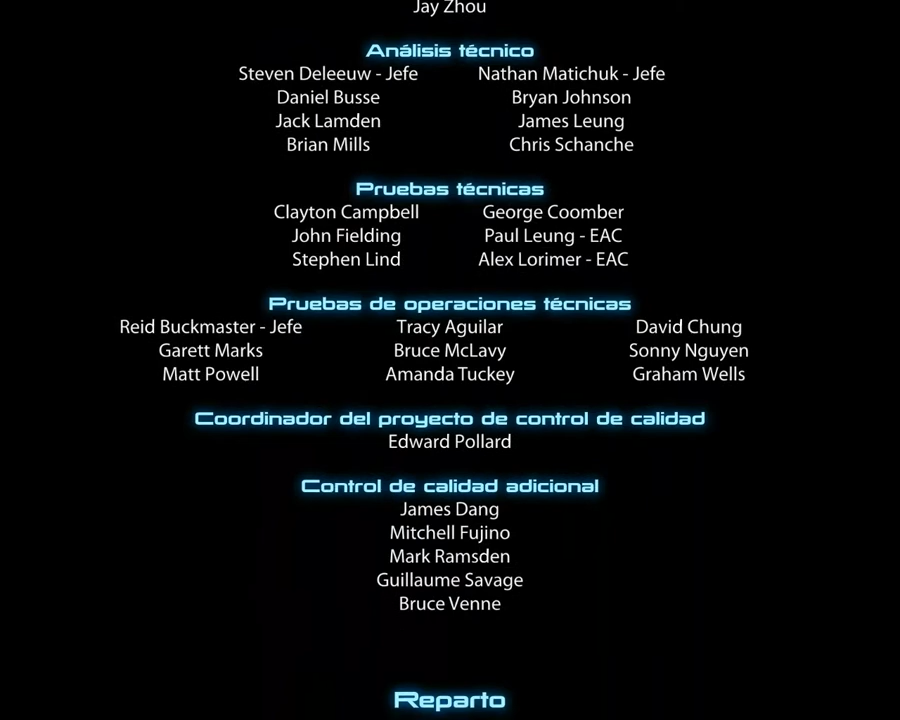 Jay Zhou
Análisis técnico
Steven Deleeuw - Jefe Nathan Matichuk - Jefe
Daniel Busse Bryan Johnson
Jack Lamden James Leung
Brian Mills Chris Schanche
Pruebas técnicas
Clayton Campbell George Coomber
John Fielding Paul Leung - EAC
Stephen Lind Alex Lorimer - EAC
Pruebas de operaciones técnicas
Reid Buckmaster - Jefe Tracy Aguilar David Chung
Garett Marks Bruce McLavy Sonny Nguyen
Matt Powell Amanda Tuckey Graham Wells
Coordinador del proyecto de control de calidad
Edward Pollard
Control de calidad adicional
James Dang
Mitchell Fujino
Mark Ramsden
Guillaume Savage
Bruce Venne
Reparto